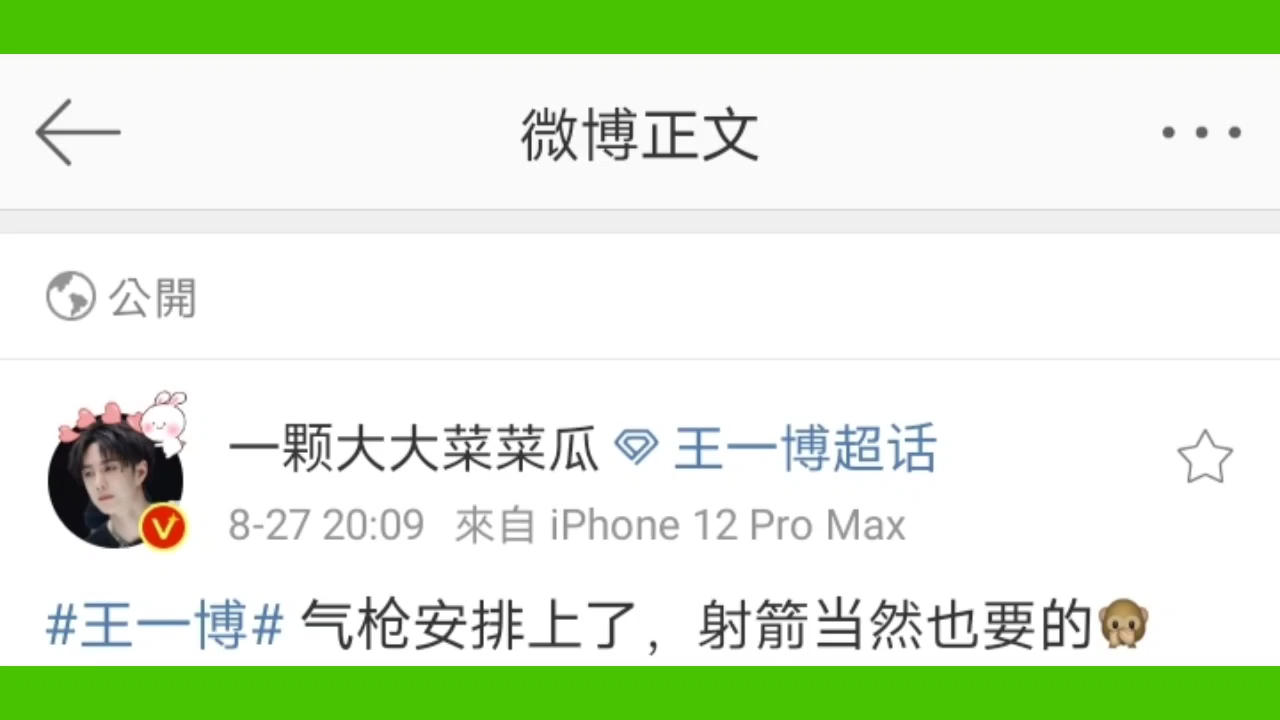 微博正文
公開
一颗大大菜菜瓜 王一博超话
8-27 20:09 來自 iPhone 12 Pro Max
#王一博# 气枪安排上了，射箭当然也要的🙊